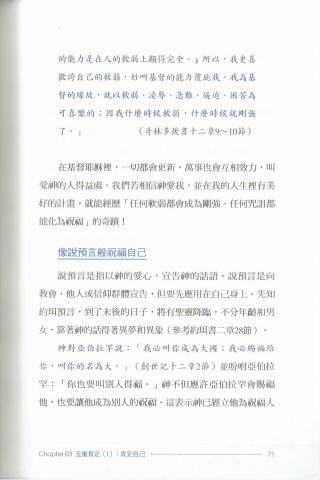 的能力是在人的軟弱上顯得完全。』所以,我更喜
歡誇自己的軟弱,好叫基督的能力覆庇我。我為基
督的緣故,就以軟弱、凌辱、急難、逼迫、困苦為
可喜樂的;因我什麼時候軟弱,什麼時候就剛強
了。」(哥林多後書十二章9~10節)
在基督耶穌裡,一切都會更新,萬事也會互相效力,叫
愛神的人得益處。我們若相信神愛我,並在我的人生裡有美
好的計畫,就能經歷「任何軟弱都會成為剛強、任何咒詛都
能化為祝福」的奇蹟!
像說預言般祝福自己
說預言是指以神的愛心,宣告神的話語。說預言是向
教會、他人或信仰群體宣告,但要先應用在自己身上。先知
約珥預言,到了末後的日子,將有聖靈降臨,不分年齡和男
女,靠著神的話得著異夢和異象(參考約珥書二章28節)。
神對亞伯拉罕說:「我必叫你成為大國;我必賜福給
你,叫你的名為大。」(創世記十二章2節)並吩咐亞伯拉
罕:「你也要叫別人得福。」神不但應許亞伯拉罕會賜福
他,也要讓他成為別人的祝福。這表示神已經立他為祝福人
Chapter 03 五重肯定(1):肯定自己 71